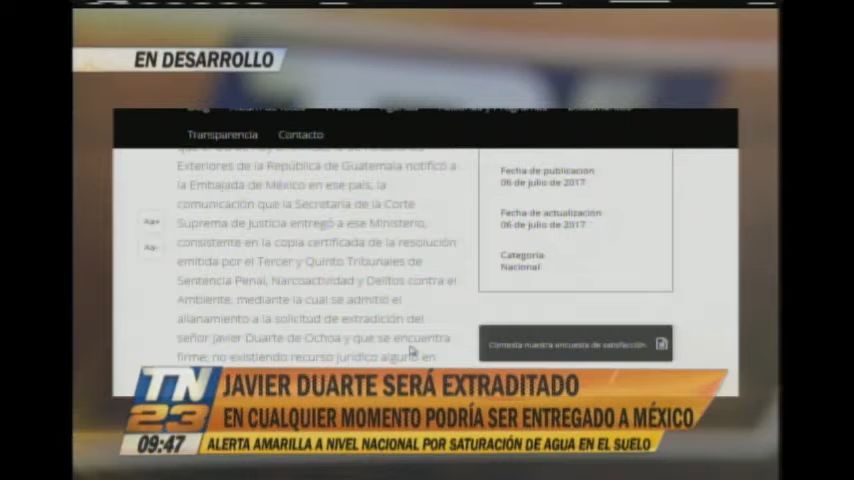 EN DESARROLLO
Transparencia Contacto
Exteriores de la República de Guatemala notificó a
la Embajada de México en ese país, la
comunicación que la Secretaría de la Corte
Suprema de Justicia entregó a ese Ministerio,
consistente en la copia certificada de la resolución
emitida por el Tercer y Quinto Tribunales de
Sentencia Penal, Narcoactividad y Delitos contra el
Ambiente, mediante la cual se admitió el
allanamiento a la solicitud de extradición del
señor Javier Duarte de Ochoa y que se encuentra
firme; no existiendo recurso jurídico alguno en
Aa+
Aa-
Fecha de publicación
06 de julio de 2017
Fecha de actualización
06 de julio de 2017
Categoría
Nacional
Contesta nuestra encuesta de satisfacción.
TN
23
09:47
JAVIER DUARTE SERÁ EXTRADITADO
EN CUALQUIER MOMENTO PODRÍA SER ENTREGADO A MÉXICO
ALERTA AMARILLA A NIVEL NACIONAL POR SATURACIÓN DE AGUA EN EL SUELO